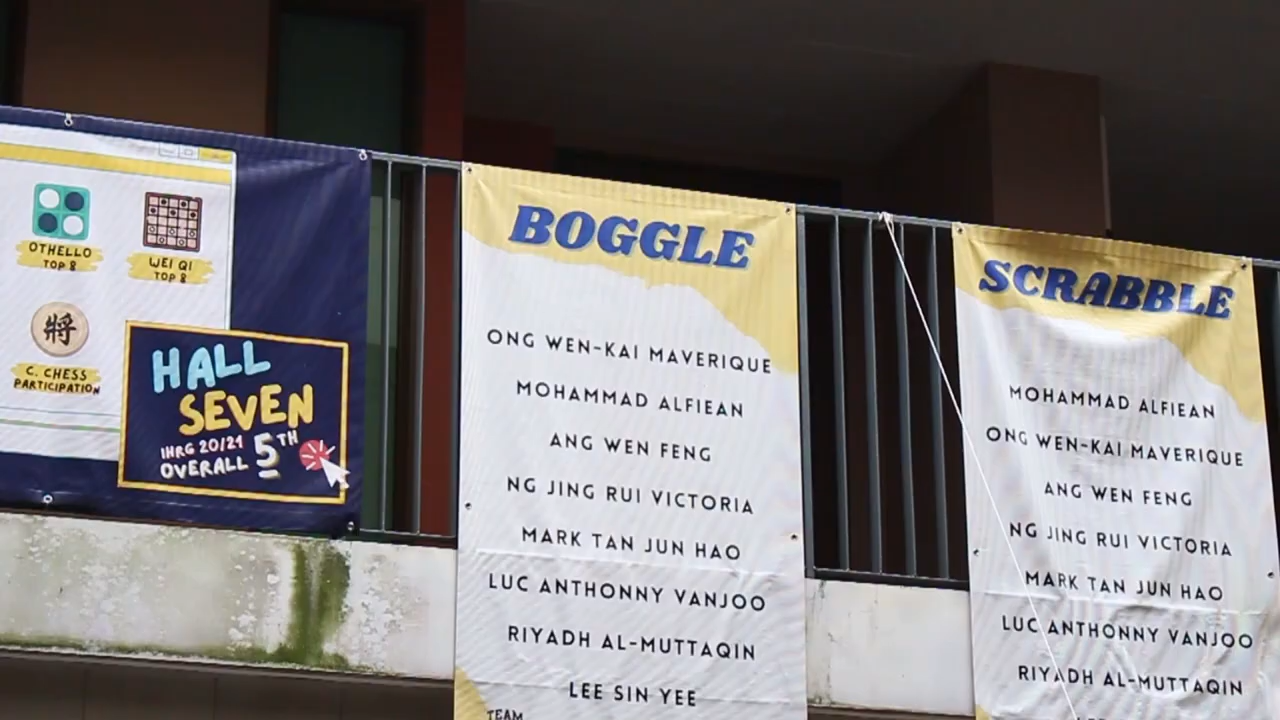 OTHELLO
TOP 8
WEI QI
TOP 8
將
C. CHESS
PARTICIPATION
HALL
SEVEN
IHRG 20/21
OVERALL 5TH
BOGGLE
ONG WEN-KAI MAVERIQUE
MOHAMMAD ALFIEAN
ANG WEN FENG
NG JING RUI VICTORIA
MARK TAN JUN HAO
LUC ANTHONNY VANJOO
RIYADH AL-MUTTAQIN
LEE SIN YEE
TEAM
SCRABBLE
MOHAMMAD ALFIEAN
ONG WEN-KAI MAVERIQUE
ANG WEN FENG
NG JING RUI VICTORIA
MARK TAN JUN HAO
LUC ANTHONNY VANJOO
RIYADH AL-MUTTAQIN